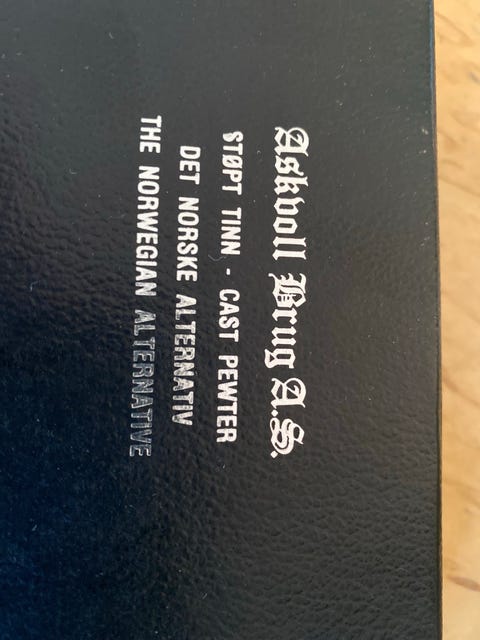 Askvoll Brug A.S.
STØPT TINN - CAST PEWTER
DET NORSKE ALTERNATIV
THE NORWEGIAN ALTERNATIVE